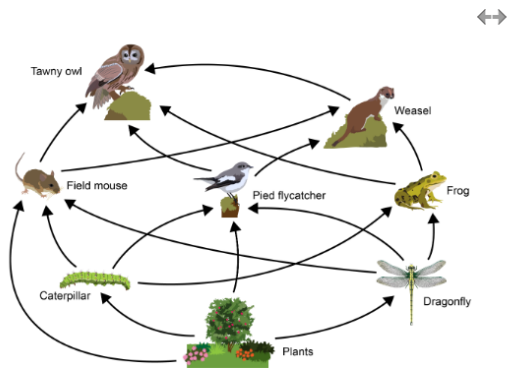 Tawny owl
Weasel
Field mouse
Pied flycatcher
Frog
Caterpillar
Dragonfly
Plants